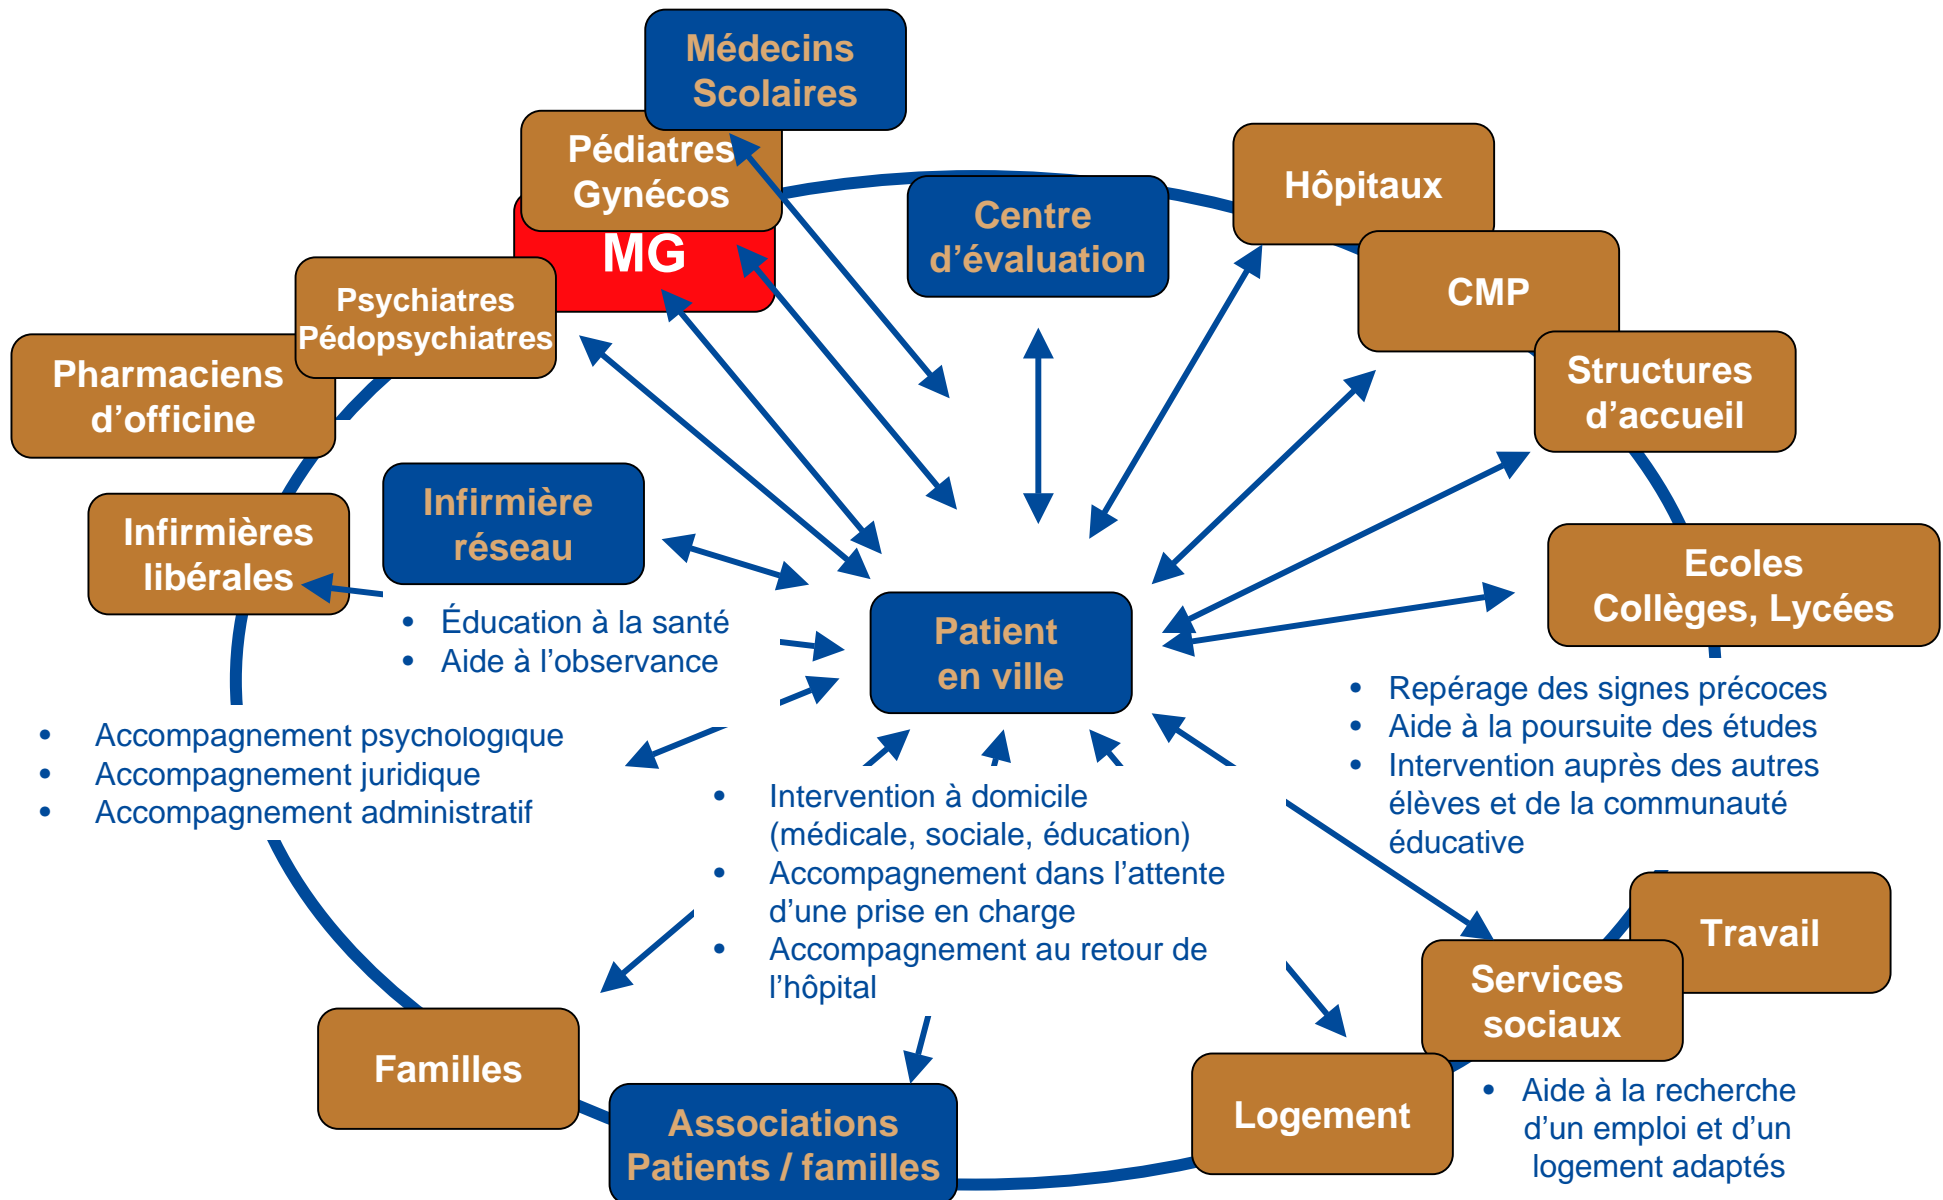 Médecins
Scolaires
Pédiatres
Gynécos
MG
Centre
d’évaluation
Hôpitaux
CMP
Psychiatres
Pédopsychiatres
Pharmaciens
d’officine
Structures
d’accueil
Infirmière
réseau
Infirmières
libérales
Ecoles
Collèges, Lycées
• Éducation à la santé
• Aide à l’observance
Patient
en ville
• Repérage des signes précoces
• Aide à la poursuite des études
• Intervention auprès des autres
élèves et de la communauté
éducative
• Accompagnement psychologique
• Accompagnement juridique
• Accompagnement administratif
• Intervention à domicile
(médicale, sociale, éducation)
• Accompagnement dans l’attente
d’une prise en charge
• Accompagnement au retour de
l’hôpital
Travail
Services
sociaux
Familles
Logement
• Aide à la recherche
d’un emploi et d’un
logement adaptés
Associations
Patients / familles